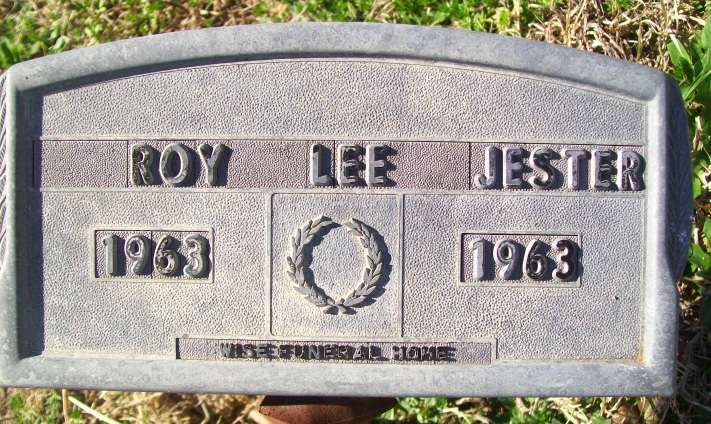 ROY LEE JESTER
1963 1963
WISE FUNERAL HOME